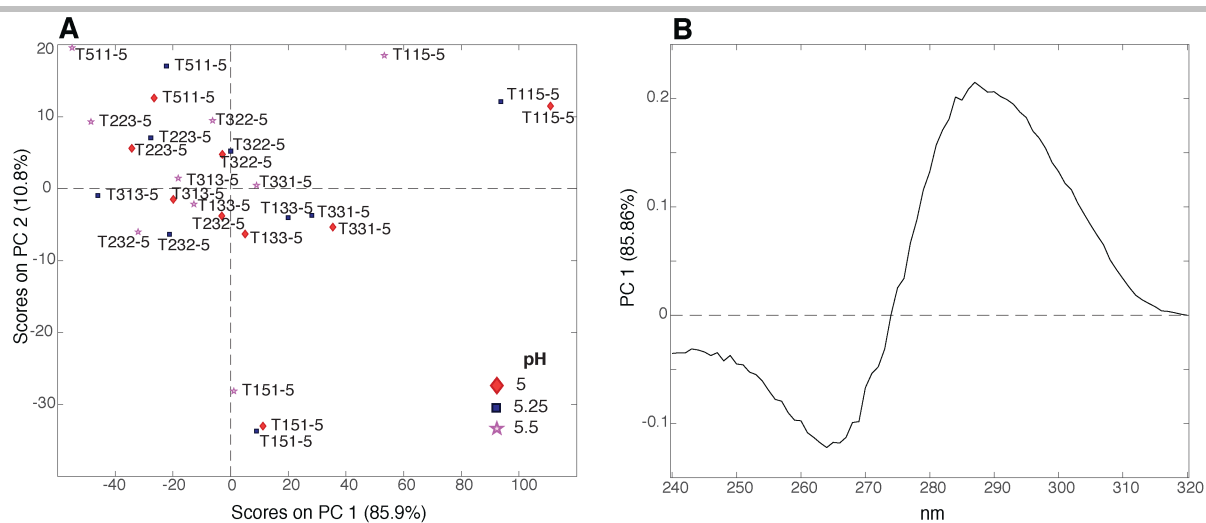 A
B
20
10
0
-10
-20
-30
-40
-20
0
20
40
60
80
100
Scores on PC 2 (10.8%)
Scores on PC 1 (85.9%)
T511-5
T115-5
T511-5
T511-5
T115-5
T115-5
T223-5
T322-5
T223-5
T322-5
T223-5
T322-5
T313-5
T331-5
T313-5
T313-5
T133-5
T133-5
T331-5
T232-5
T331-5
T232-5
T232-5
T133-5
T151-5
T151-5
T151-5
pH
5
5.25
5.5
0.2
0.1
0
-0.1
PC 1 (85.86%)
240
250
260
270
280
290
300
310
320
nm